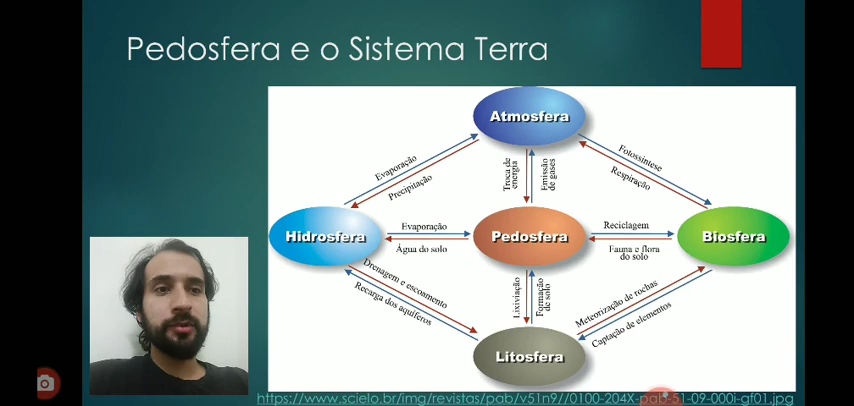 Pedosfera e o Sistema Terra
Atmosfera
Evaporação
Precipitação
Troca de
energia
Emissão
de gases
Fotossíntese
Respiração
Hidrosfera
Evaporação
Água do solo
Pedosfera
Reciclagem
Fauna e flora
do solo
Biosfera
Drenagem e escoamento
Recarga dos aquíferos
Lixiviação
Formação
de solo
Meteorização de rochas
Captação de elementos
Litosfera
https://www.scielo.br/img/revistas/pab/v51n9//0100-204X-pab-51-09-000i-gf01.jpg